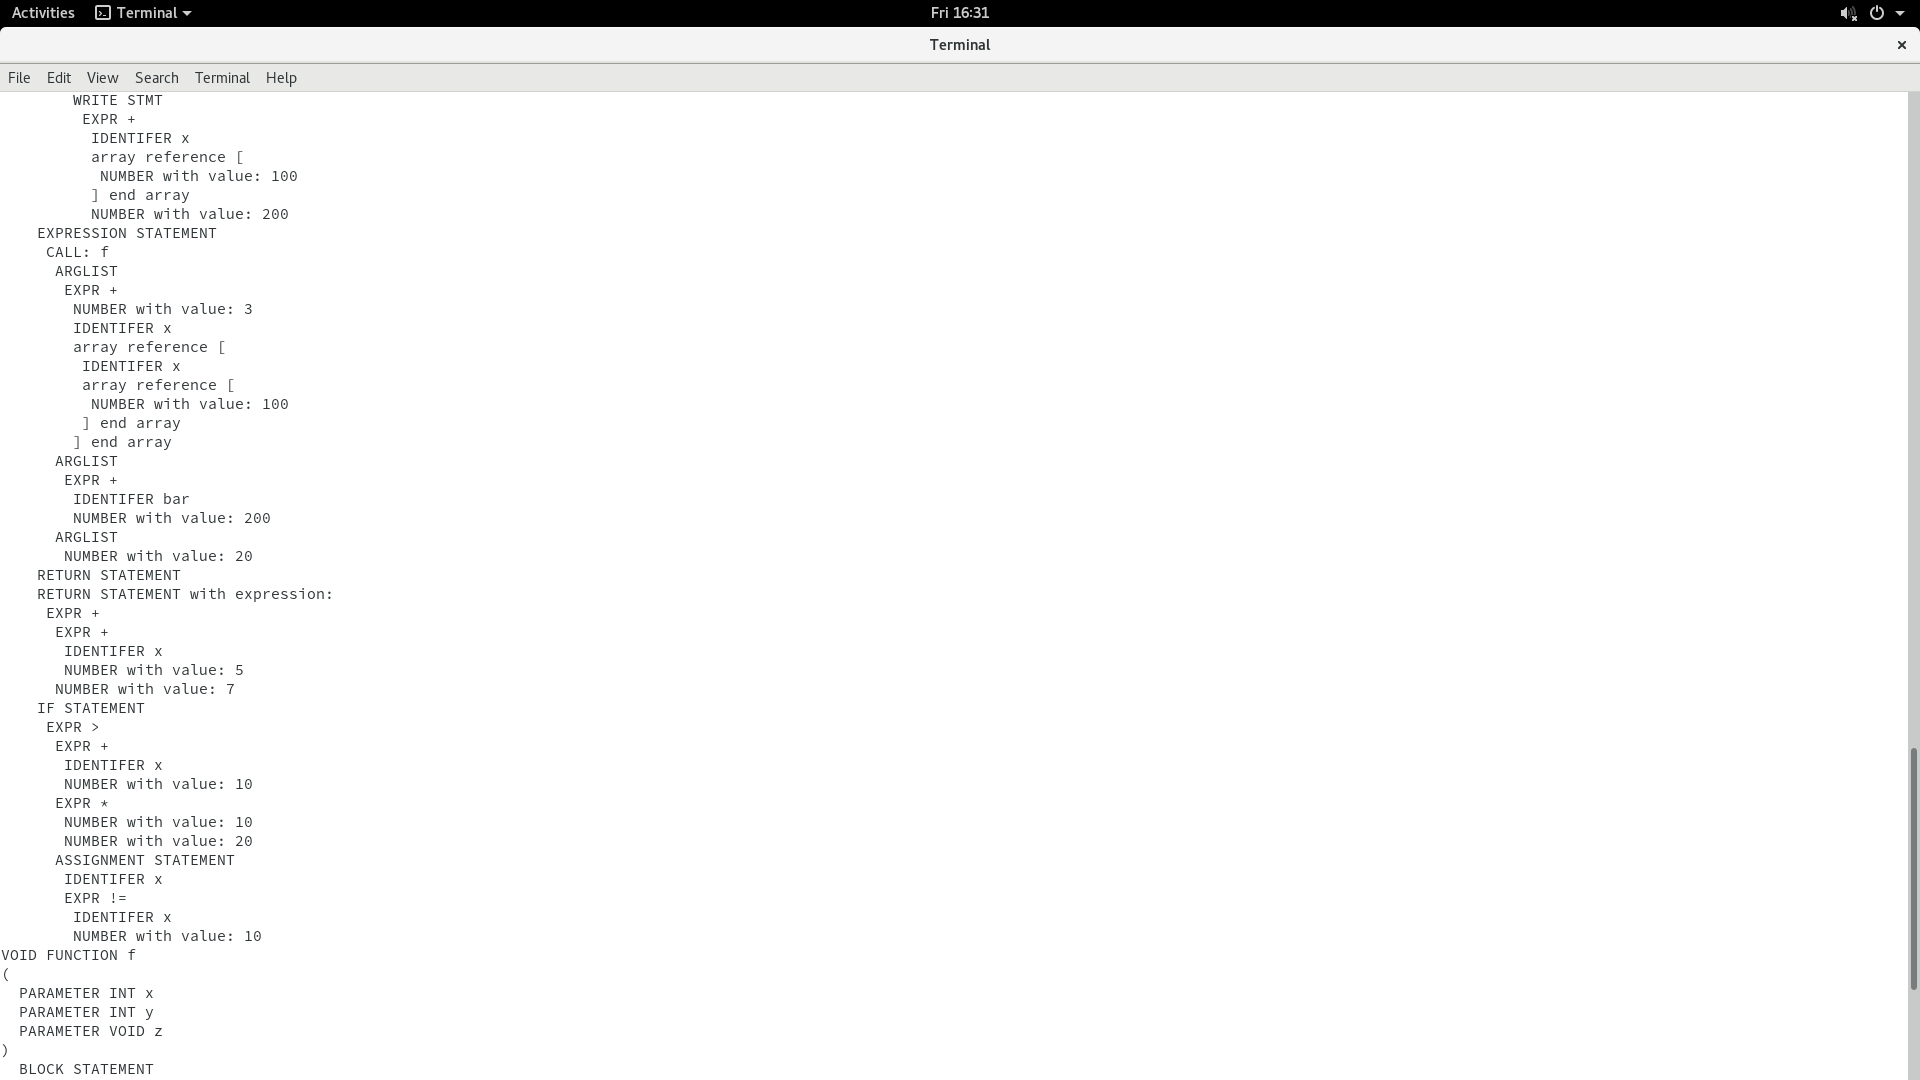 Activities Terminal Fri 16:31
Terminal ×
File Edit View Search Terminal Help
        WRITE STMT
         EXPR +
          IDENTIFER x
          array reference [
           NUMBER with value: 100
          ] end array
          NUMBER with value: 200
    EXPRESSION STATEMENT
     CALL: f
      ARGLIST
       EXPR +
        NUMBER with value: 3
        IDENTIFER x
        array reference [
         IDENTIFER x
         array reference [
          NUMBER with value: 100
         ] end array
        ] end array
      ARGLIST
       EXPR +
        IDENTIFER bar
        NUMBER with value: 200
      ARGLIST
       NUMBER with value: 20
    RETURN STATEMENT
    RETURN STATEMENT with expression:
     EXPR +
      EXPR +
       IDENTIFER x
       NUMBER with value: 5
      NUMBER with value: 7
    IF STATEMENT
     EXPR >
      EXPR +
       IDENTIFER x
       NUMBER with value: 10
      EXPR *
       NUMBER with value: 10
       NUMBER with value: 20
      ASSIGNMENT STATEMENT
       IDENTIFER x
       EXPR !=
        IDENTIFER x
        NUMBER with value: 10
VOID FUNCTION f
(
  PARAMETER INT x
  PARAMETER INT y
  PARAMETER VOID z
)
  BLOCK STATEMENT